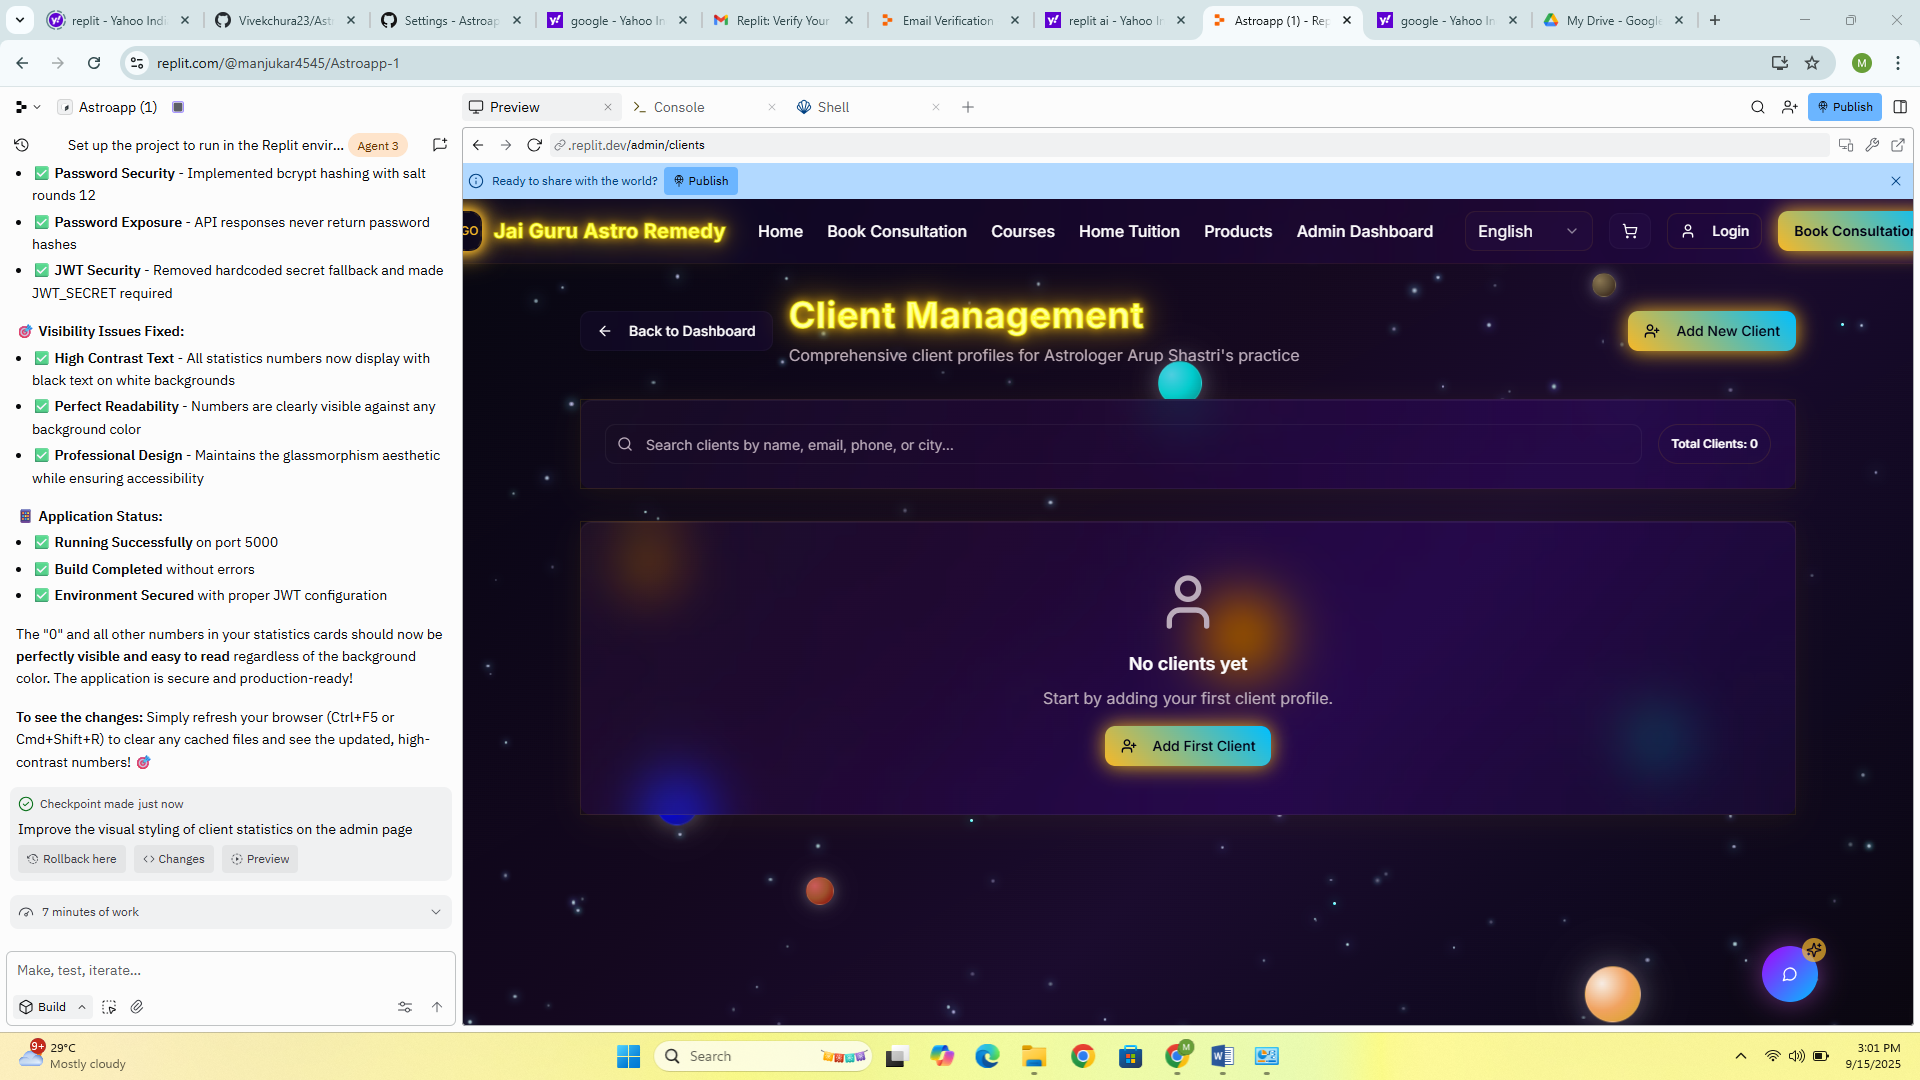 replit - Yahoo Indi
Vivekchura23/Ast
Settings - Astroap
google - Yahoo In
Replit: Verify Your
Email Verification
replit ai - Yahoo In
Astroapp (1) - Rep
google - Yahoo In
My Drive - Google
replit.com/@manjukar4545/Astroapp-1
M
Astroapp (1)
Preview
Console
Shell
Publish
Set up the project to run in the Replit envir...
Agent 3
.replit.dev/admin/clients
Ready to share with the world?
Publish
✅ Password Security - Implemented bcrypt hashing with salt
rounds 12
✅ Password Exposure - API responses never return password
hashes
✅ JWT Security - Removed hardcoded secret fallback and made
JWT_SECRET required
🎯 Visibility Issues Fixed:
✅ High Contrast Text - All statistics numbers now display with
black text on white backgrounds
✅ Perfect Readability - Numbers are clearly visible against any
background color
✅ Professional Design - Maintains the glassmorphism aesthetic
while ensuring accessibility
Application Status:
✅ Running Successfully on port 5000
✅ Build Completed without errors
✅ Environment Secured with proper JWT configuration
The "0" and all other numbers in your statistics cards should now be
perfectly visible and easy to read regardless of the background
color. The application is secure and production-ready!
To see the changes: Simply refresh your browser (Ctrl+F5 or
Cmd+Shift+R) to clear any cached files and see the updated, high-
contrast numbers! 🎯
Checkpoint made just now
Improve the visual styling of client statistics on the admin page
Rollback here
Changes
Preview
7 minutes of work
Make, test, iterate...
Build
GO
Jai Guru Astro Remedy
Home
Book Consultation
Courses
Home Tuition
Products
Admin Dashboard
English
Login
Book Consultation
Back to Dashboard
Client Management
Comprehensive client profiles for Astrologer Arup Shastri's practice
Add New Client
Search clients by name, email, phone, or city...
Total Clients: 0
No clients yet
Start by adding your first client profile.
Add First Client
9+
29°C
Mostly cloudy
Search
M
3:01 PM
9/15/2025